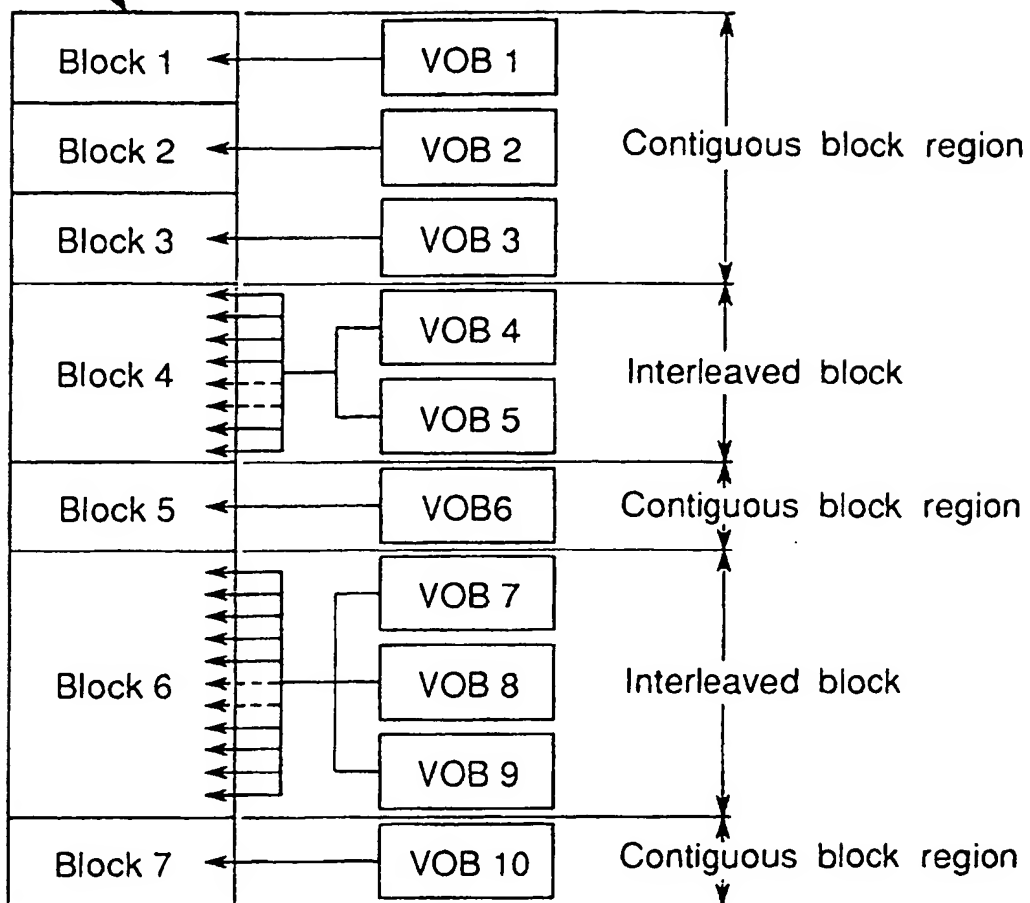 Block 1
VOB 1
Block 2
VOB 2
Contiguous block region
Block 3
VOB 3
Block 4
VOB 4
VOB 5
Interleaved block
Block 5
VOB6
Contiguous block region
Block 6
VOB 7
VOB 8
VOB 9
Interleaved block
Block 7
VOB 10
Contiguous block region